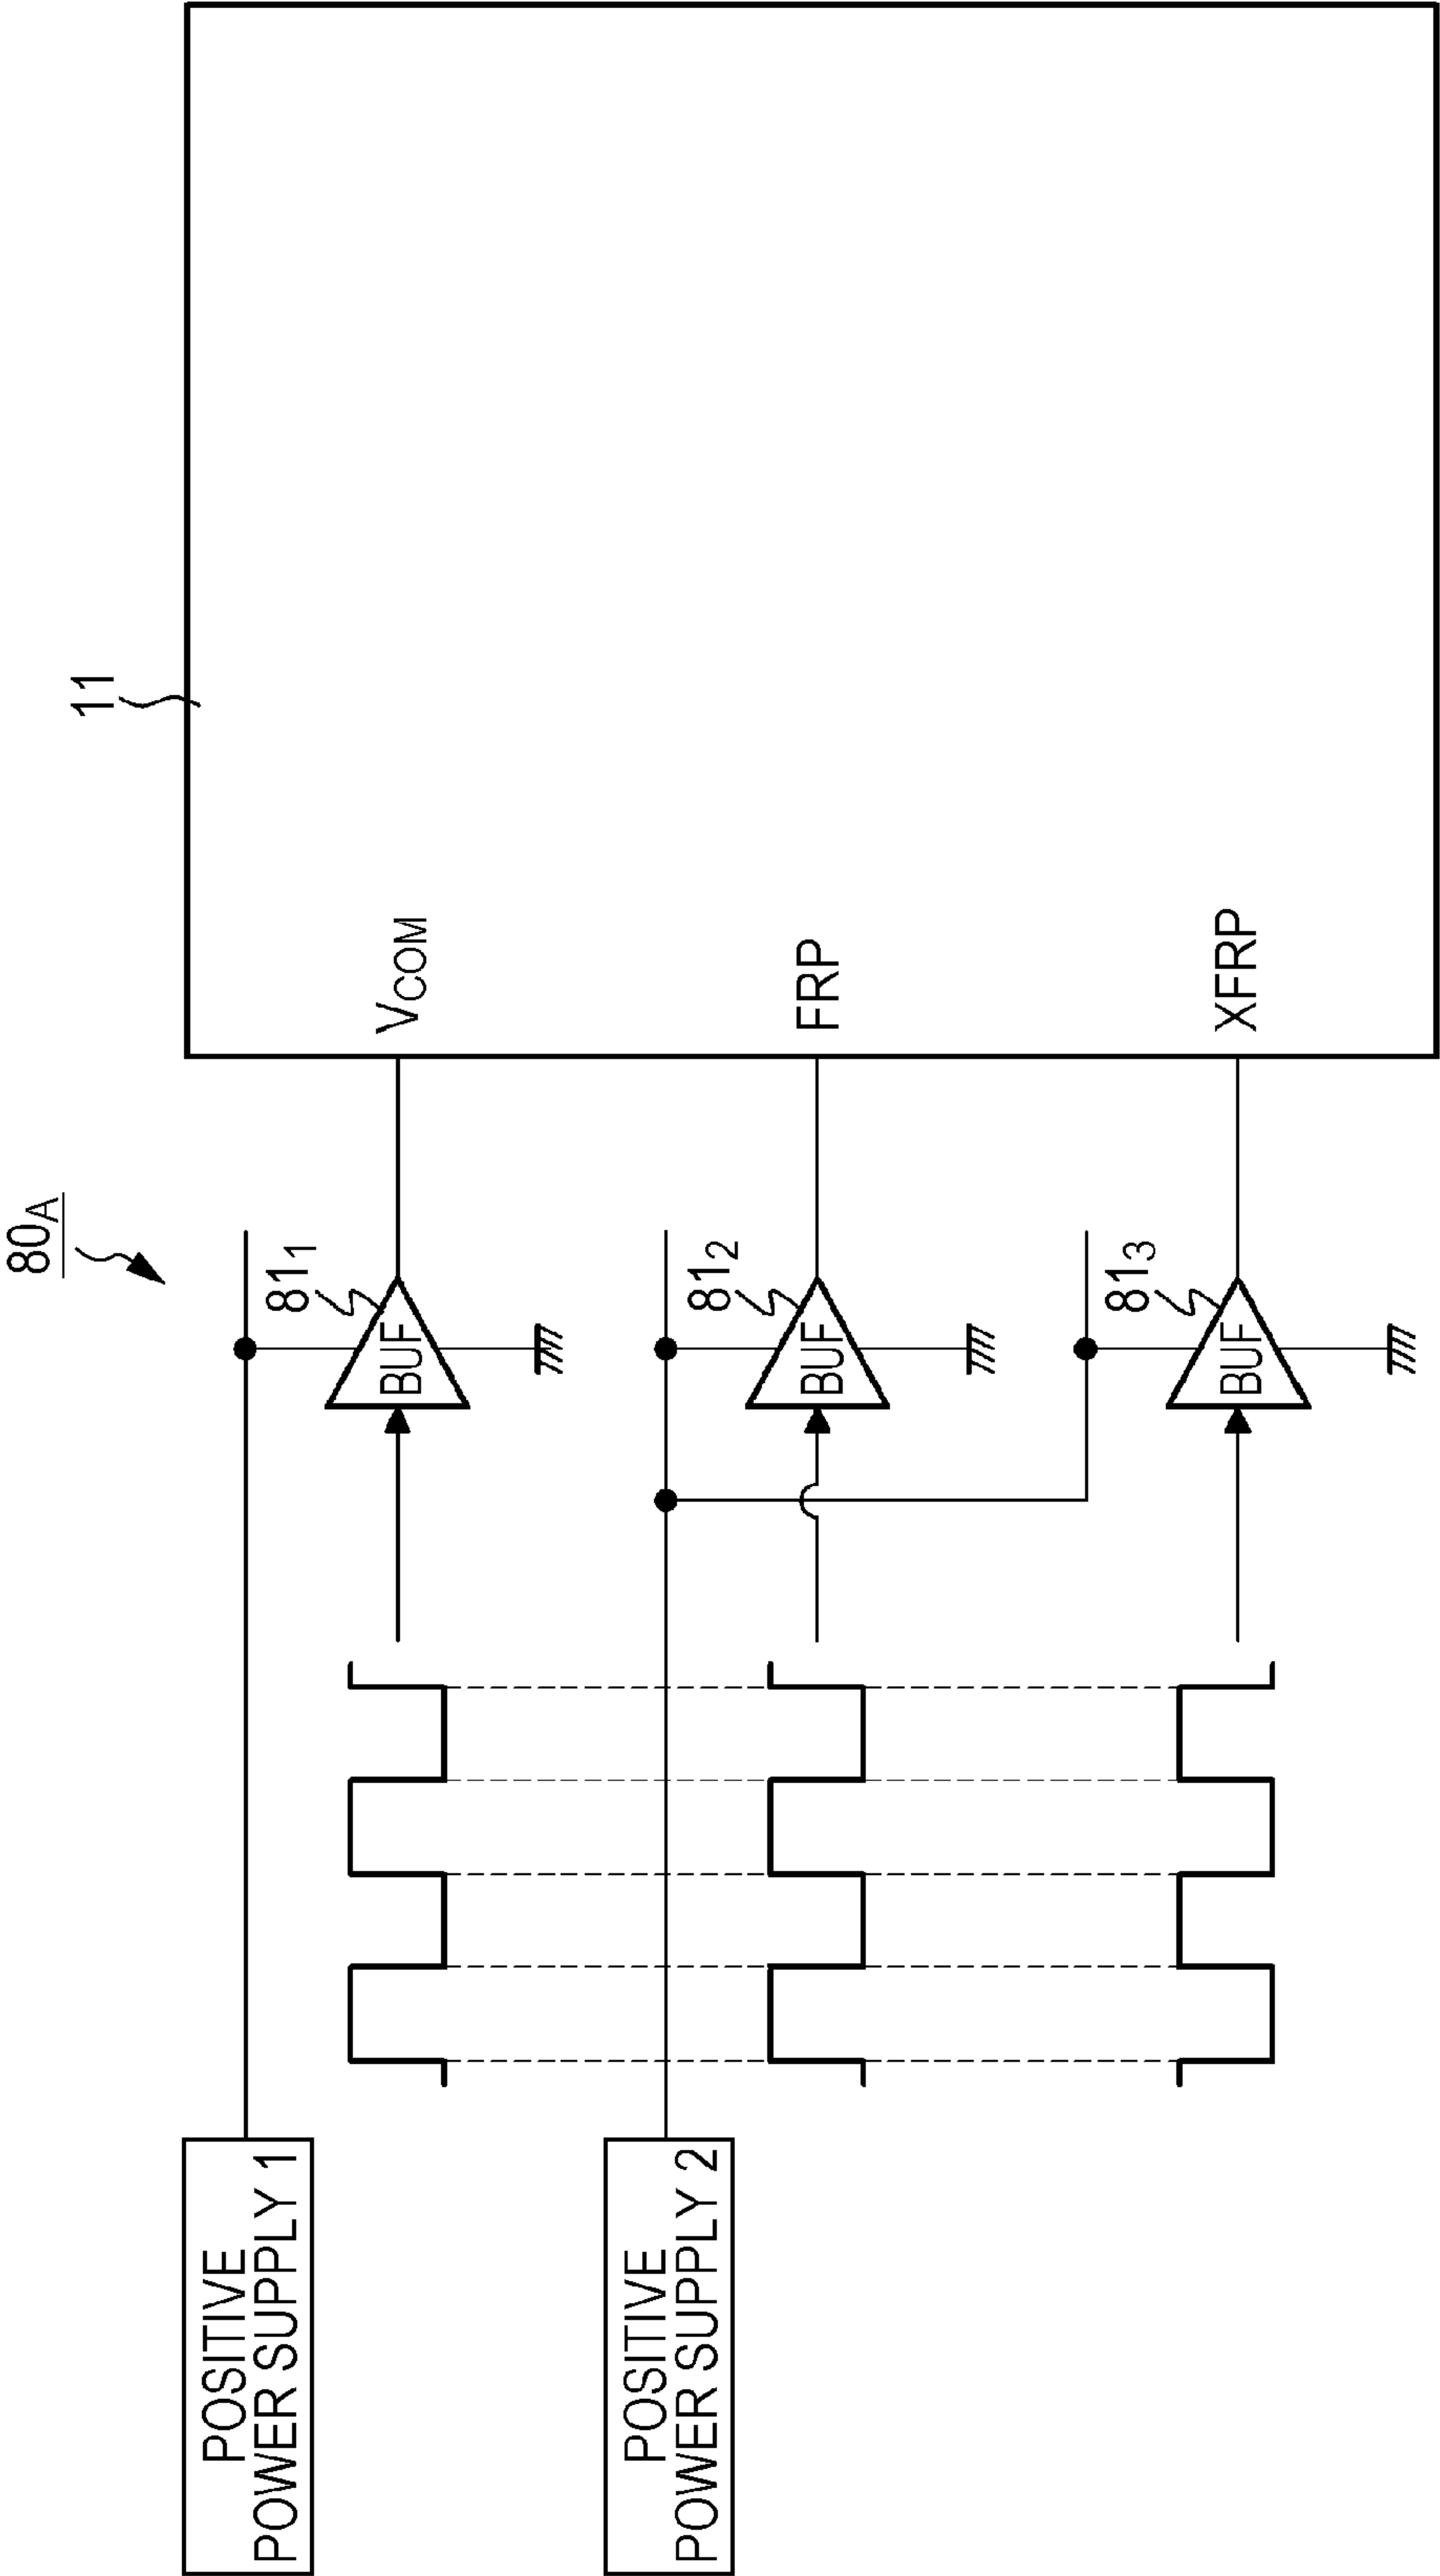 80A
11
POSITIVE
POWER SUPPLY 1
811
BUF
VCOM
POSITIVE
POWER SUPPLY 2
812
BUF
FRP
813
BUF
XFRP